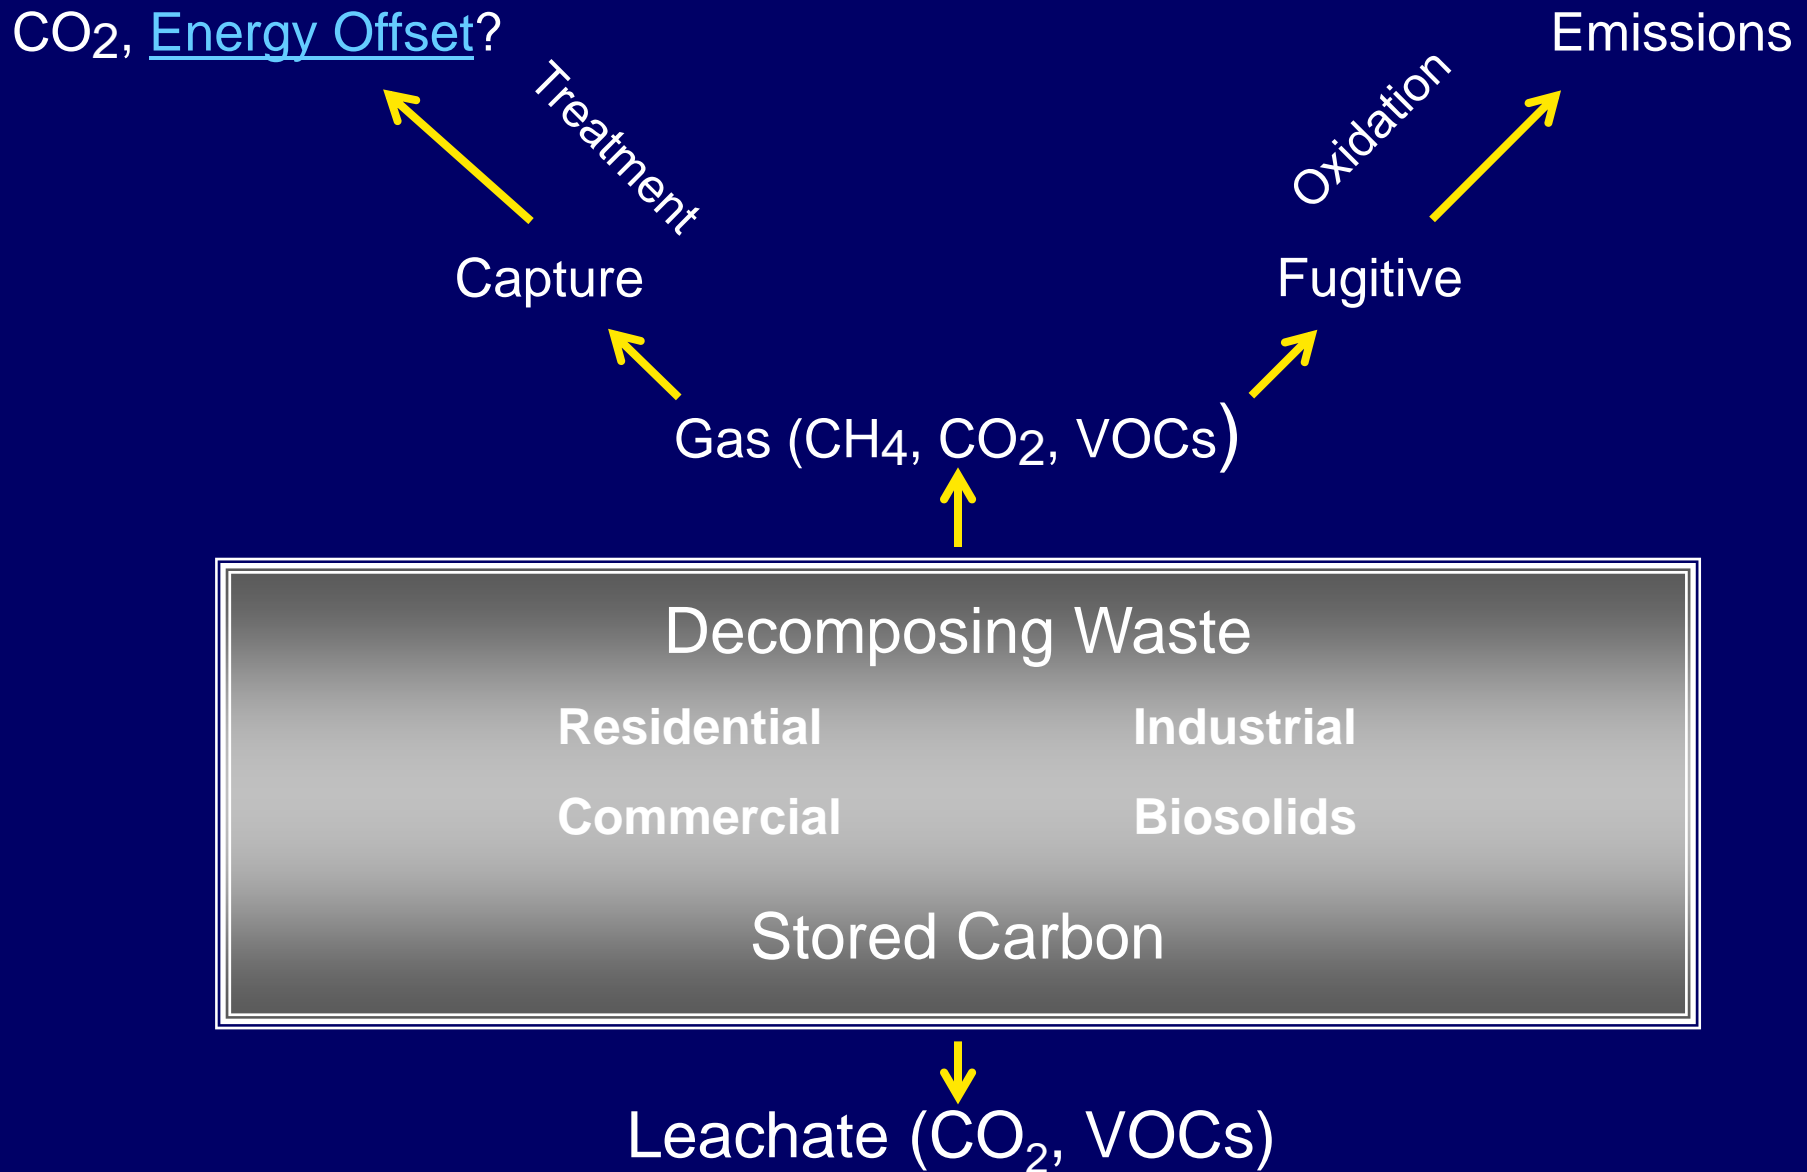 CO2, Energy Offset?
Emissions
Treatment
Oxidation
Capture
Fugitive
Gas (CH4, CO2, VOCs)
Decomposing Waste
Residential
Industrial
Commercial
Biosolids
Stored Carbon
Leachate (CO₂, VOCs)